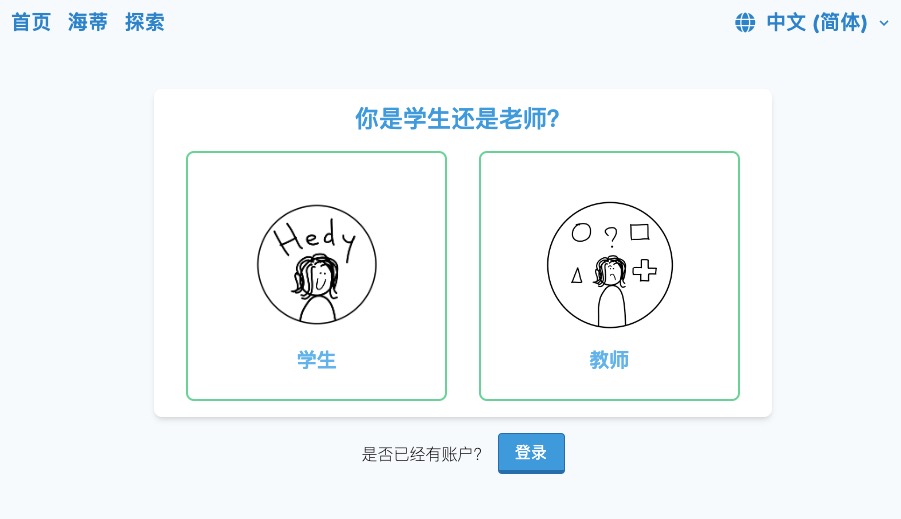 首页 海蒂 探索 中文 (简体)
你是学生还是老师?
Hedy
?
学生 教师
是否已经有账户? 登录